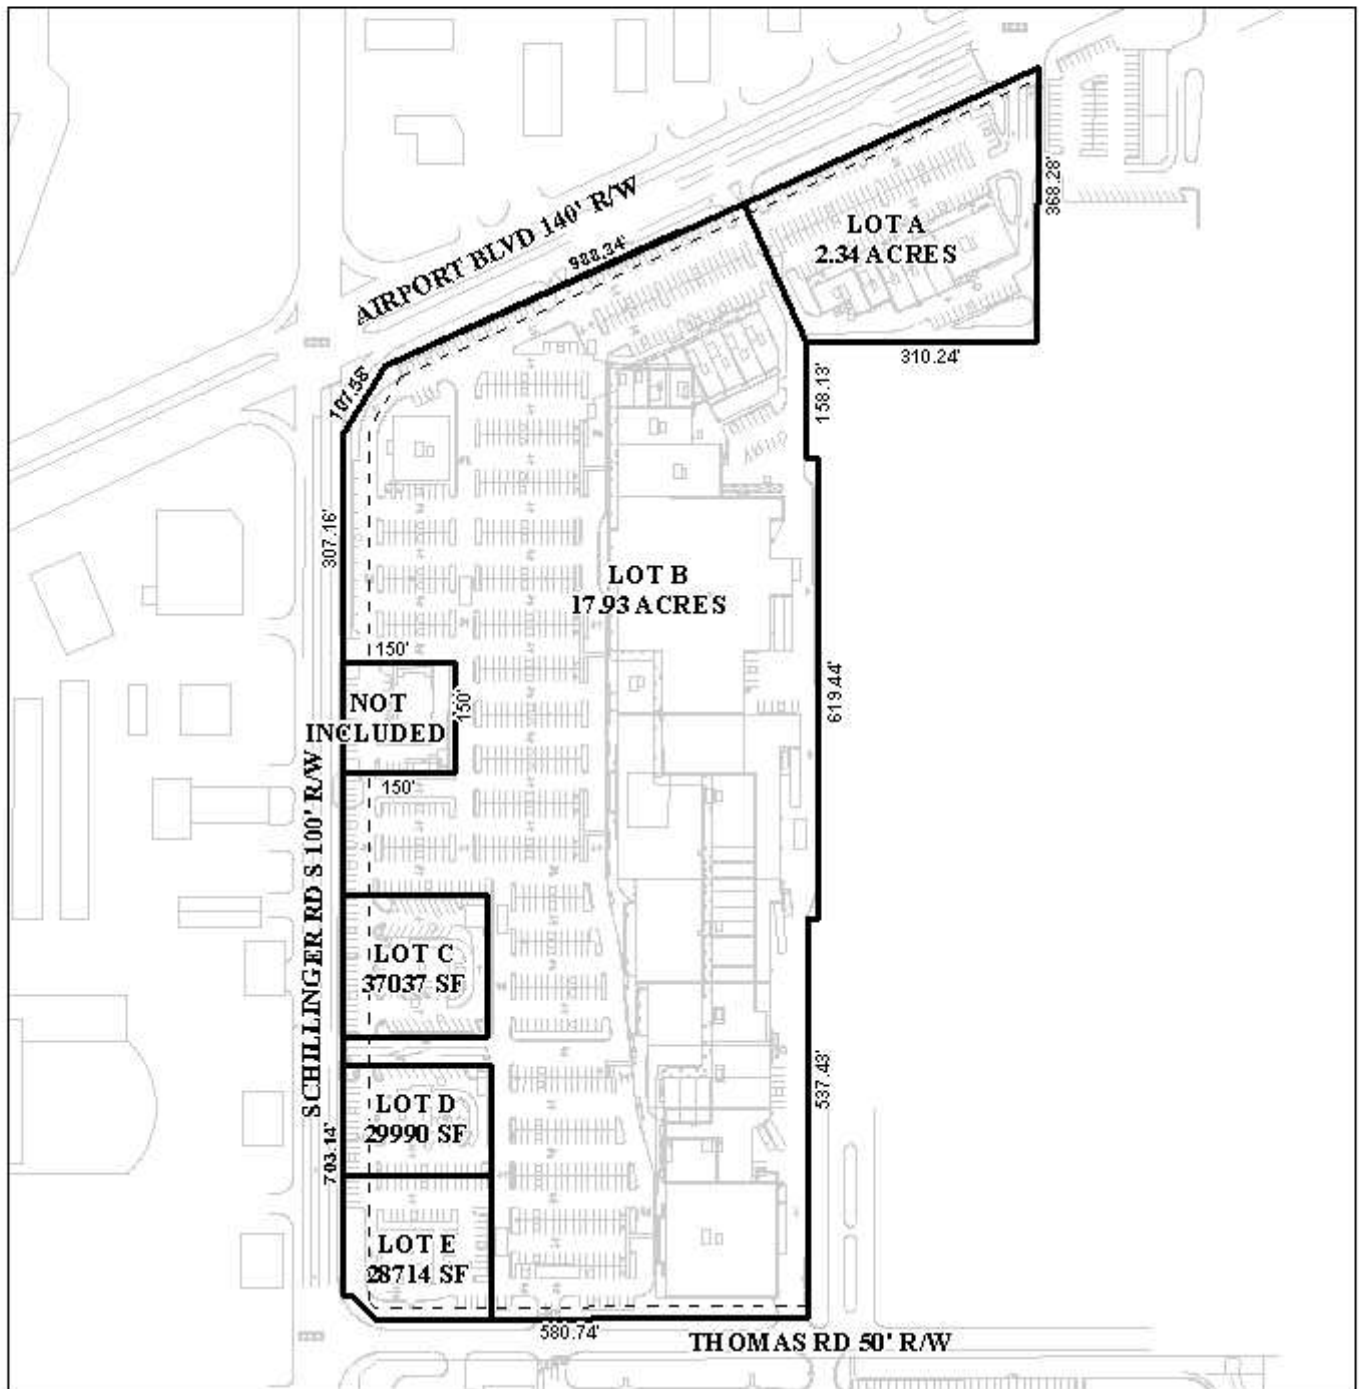 AIRPORT BLVD 140' R/W
988.34'
LOT A
2.34 ACRES
368.28'
310.24'
158.13'
101.58'
307.16'
LOT B
17.93 ACRES
150'
NOT
INCLUDED
150'
150'
619.44'
SCHILLINGER RD S 100' R/W
LOT C
37037 SF
537.43'
LOT D
29990 SF
703.14'
LOT E
28714 SF
580.74'
THOMAS RD 50' R/W